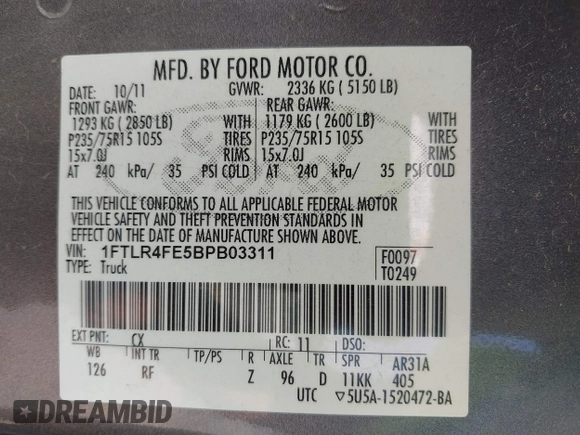 MFD. BY FORD MOTOR CO.
DATE: 10/11 GVWR: 2336 KG ( 5150 LB)
FRONT GAWR: REAR GAWR:
1293 KG ( 2850 LB) WITH 1179 KG ( 2600 LB) WITH
P235/75R15 105S TIRES P235/75R15 105S TIRES
15x7.0J RIMS 15x7.0J RIMS
AT 240 kPa/ 35 PSI COLD AT 240 kPa/ 35 PSI COLD
THIS VEHICLE CONFORMS TO ALL APPLICABLE FEDERAL MOTOR
VEHICLE SAFETY AND THEFT PREVENTION STANDARDS IN
EFFECT ON THE DATE OF MANUFACTURE SHOWN ABOVE.
VIN: 1FTLR4FE5BPB03311 F0097
TYPE: Truck T0249
EXT PNT: CX RC: 11 DSO:
WB INT TR TP/PS R AXLE TR SPR AR31A
126 RF Z 96 D 11KK 405
UTC ▽5U5A-1520472-BA
Ford
DREAMBID